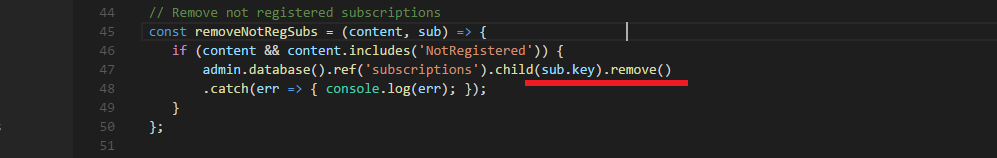 44 // Remove not registered subscriptions
45 const removeNotRegSubs = (content, sub) => {
46 if (content && content.includes('NotRegistered')) {
47 admin.database().ref('subscriptions').child(sub.key).remove()
48 .catch(err => { console.log(err); });
49 }
50 };
51